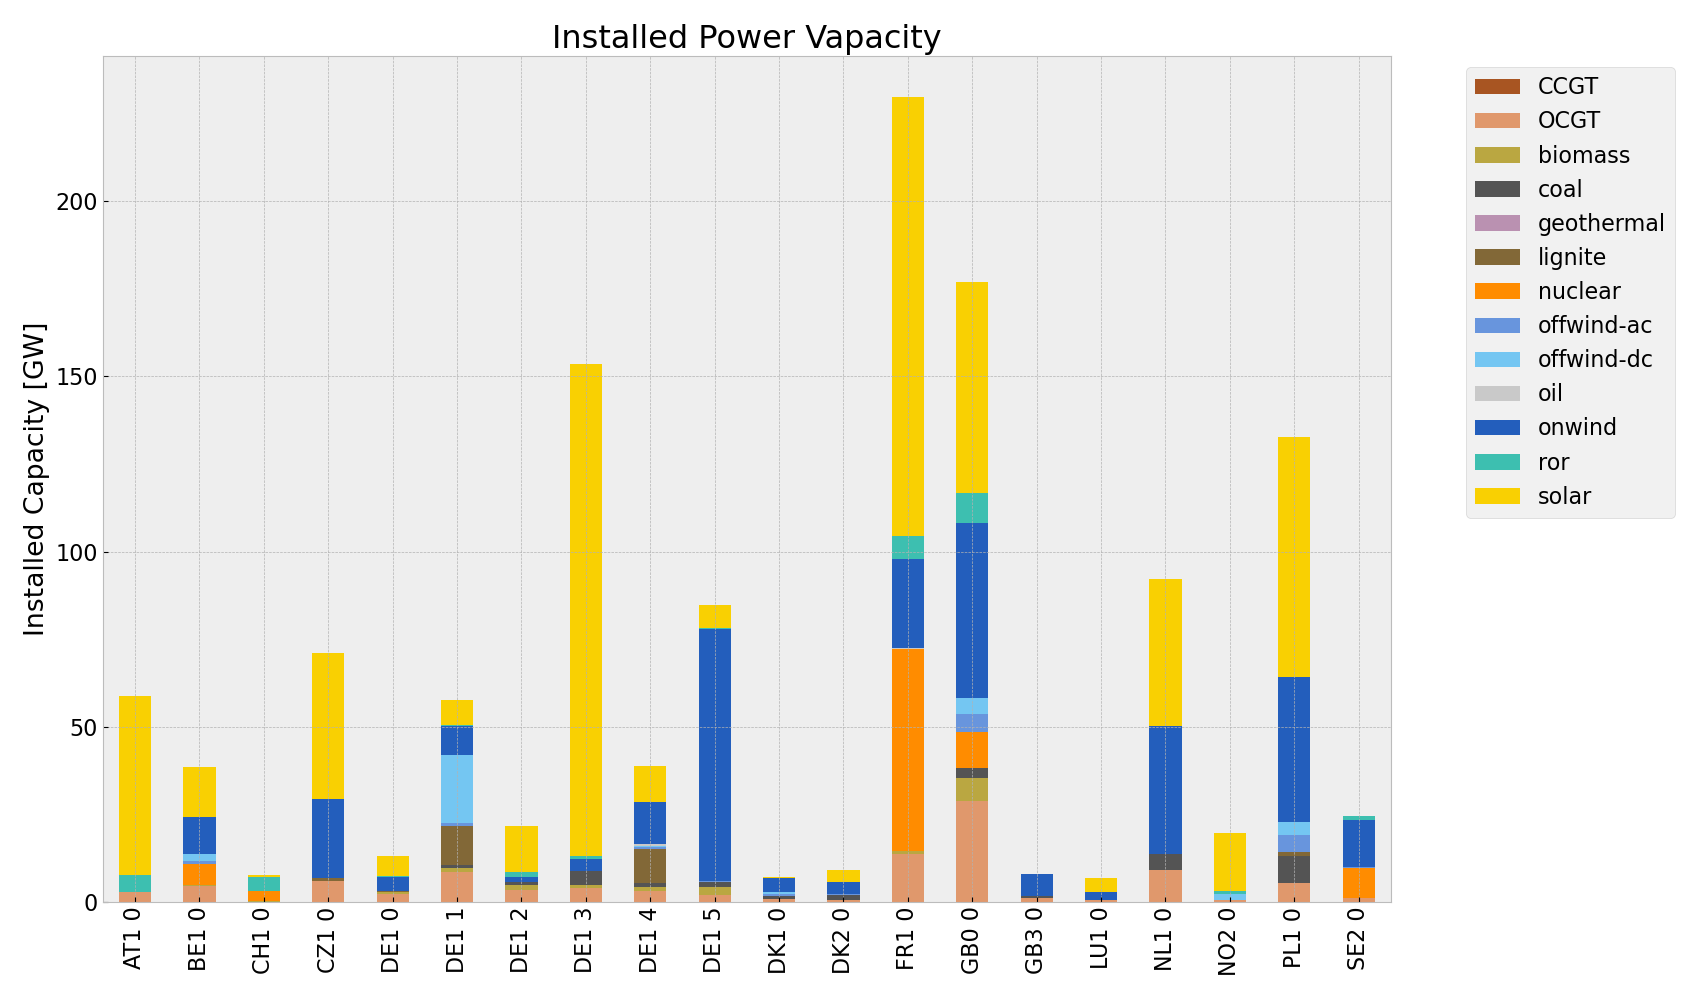 Installed Power Vapacity
Installed Capacity [GW]
200
150
100
50
0
AT1 0
BE1 0
CH1 0
CZ1 0
DE1 0
DE1 1
DE1 2
DE1 3
DE1 4
DE1 5
DK1 0
DK2 0
FR1 0
GB0 0
GB3 0
LU1 0
NL1 0
NO2 0
PL1 0
SE2 0
CCGT
OCGT
biomass
coal
geothermal
lignite
nuclear
offwind-ac
offwind-dc
oil
onwind
ror
solar